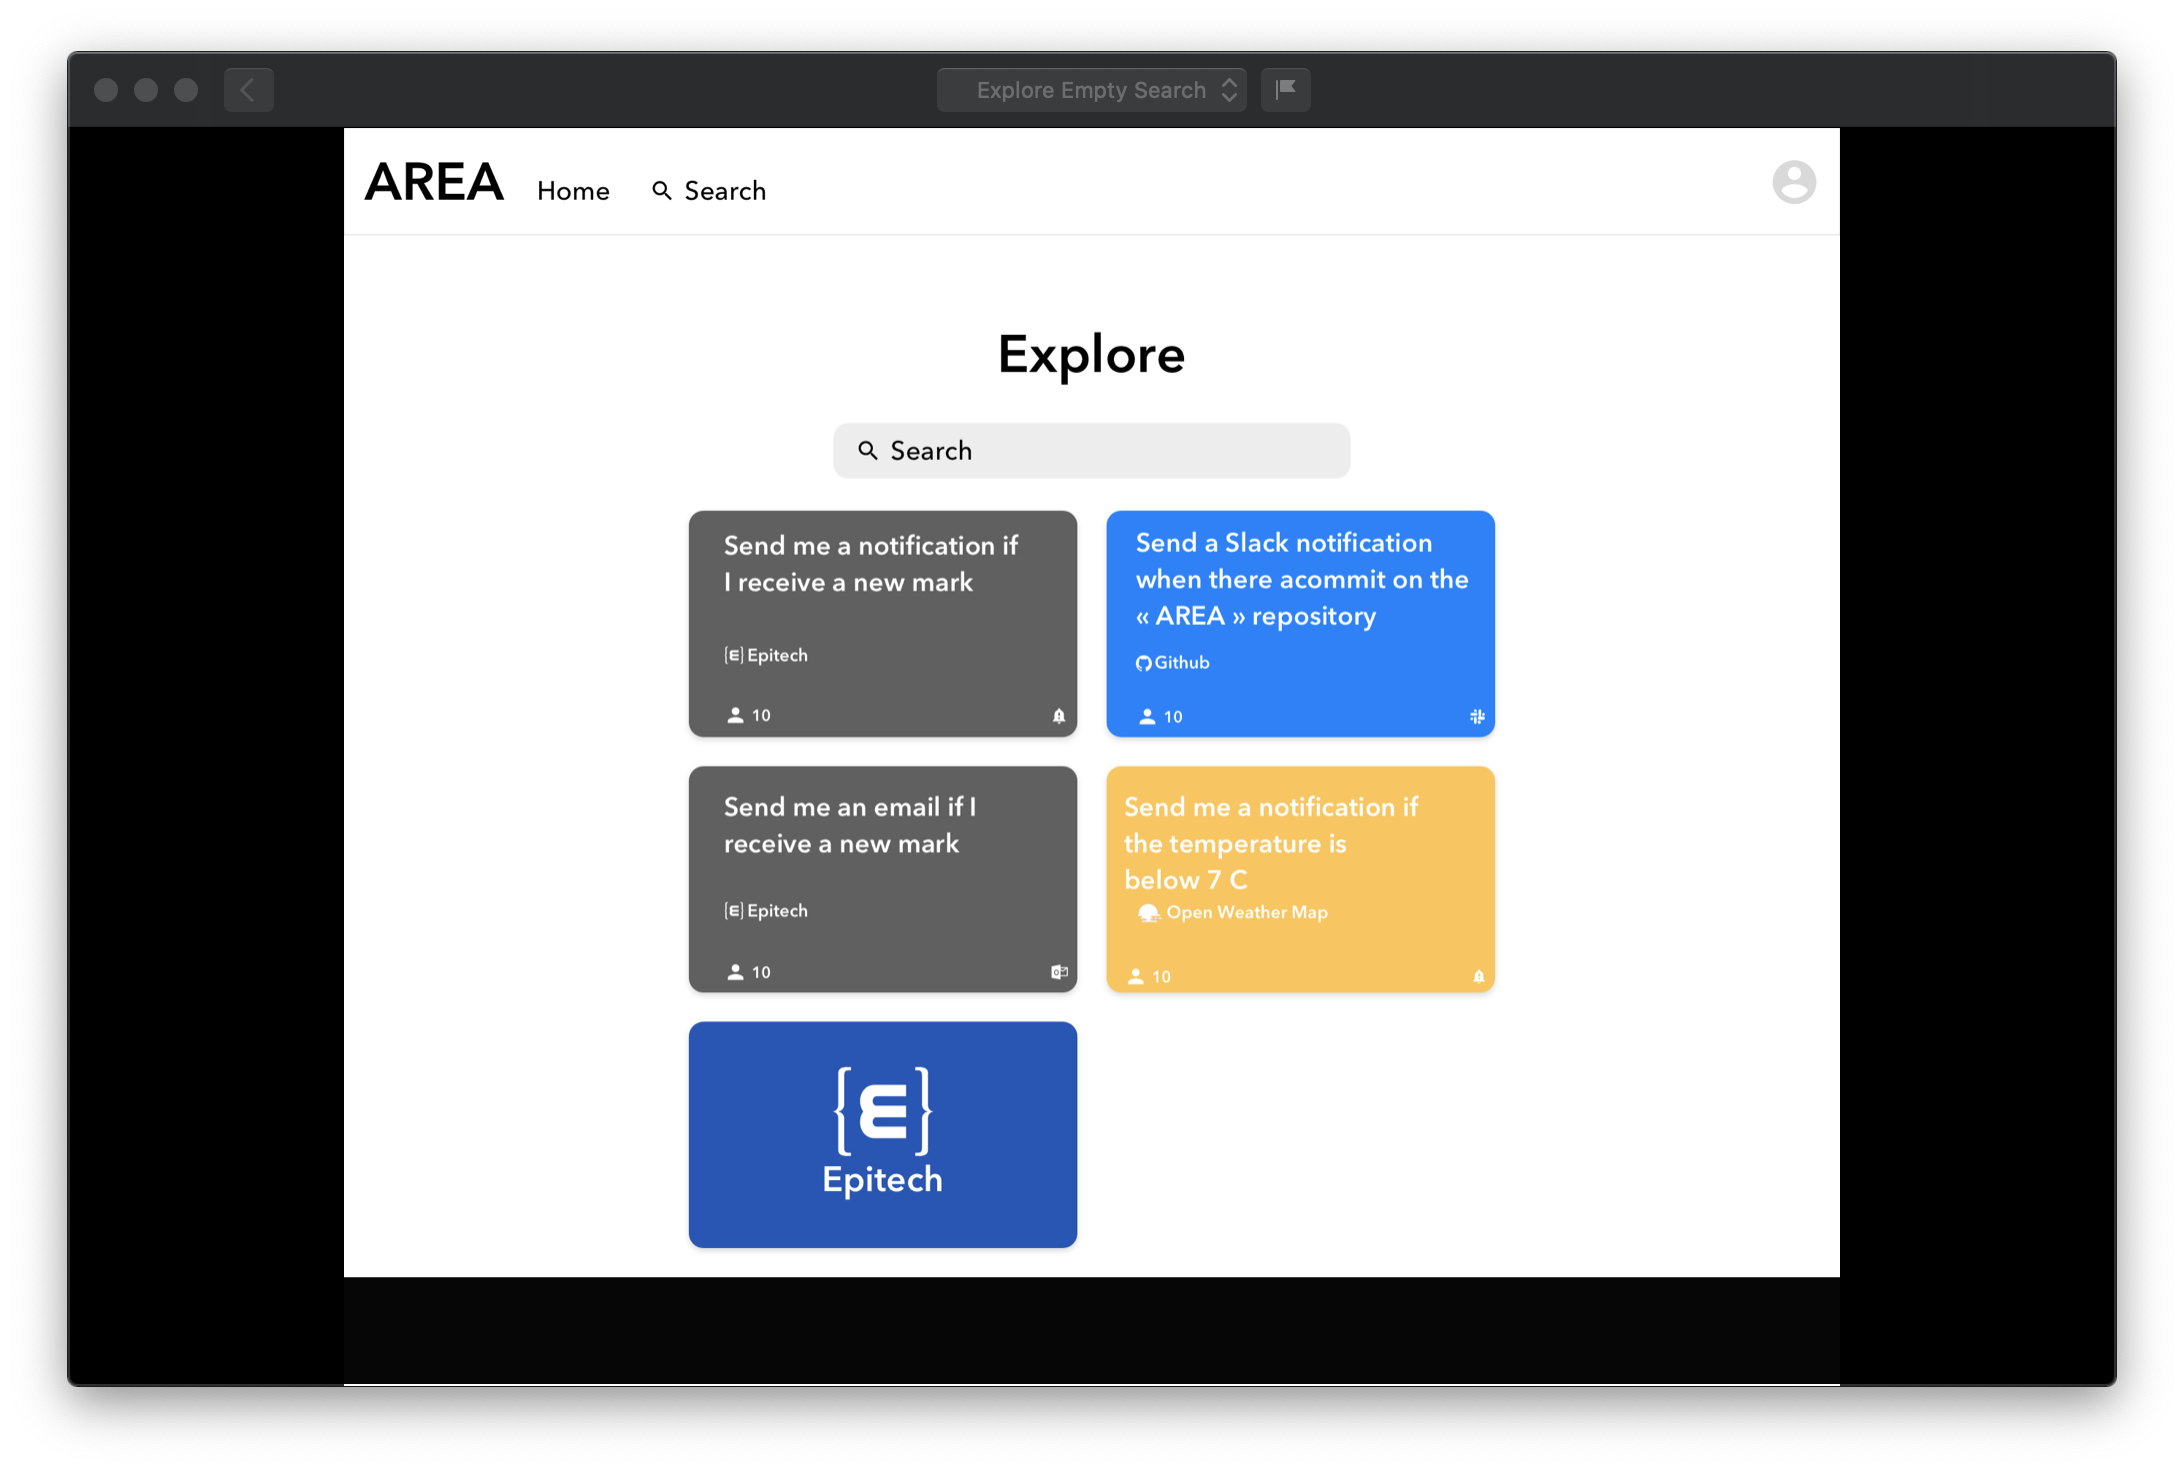 Explore Empty Search
AREA Home Search
Explore
Search
Send me a notification if
I receive a new mark
Epitech
10
Send a Slack notification
when there acommit on the
« AREA » repository
Github
10
Send me an email if I
receive a new mark
Epitech
10
Send me a notification if
the temperature is
below 7 C
Open Weather Map
10
Epitech